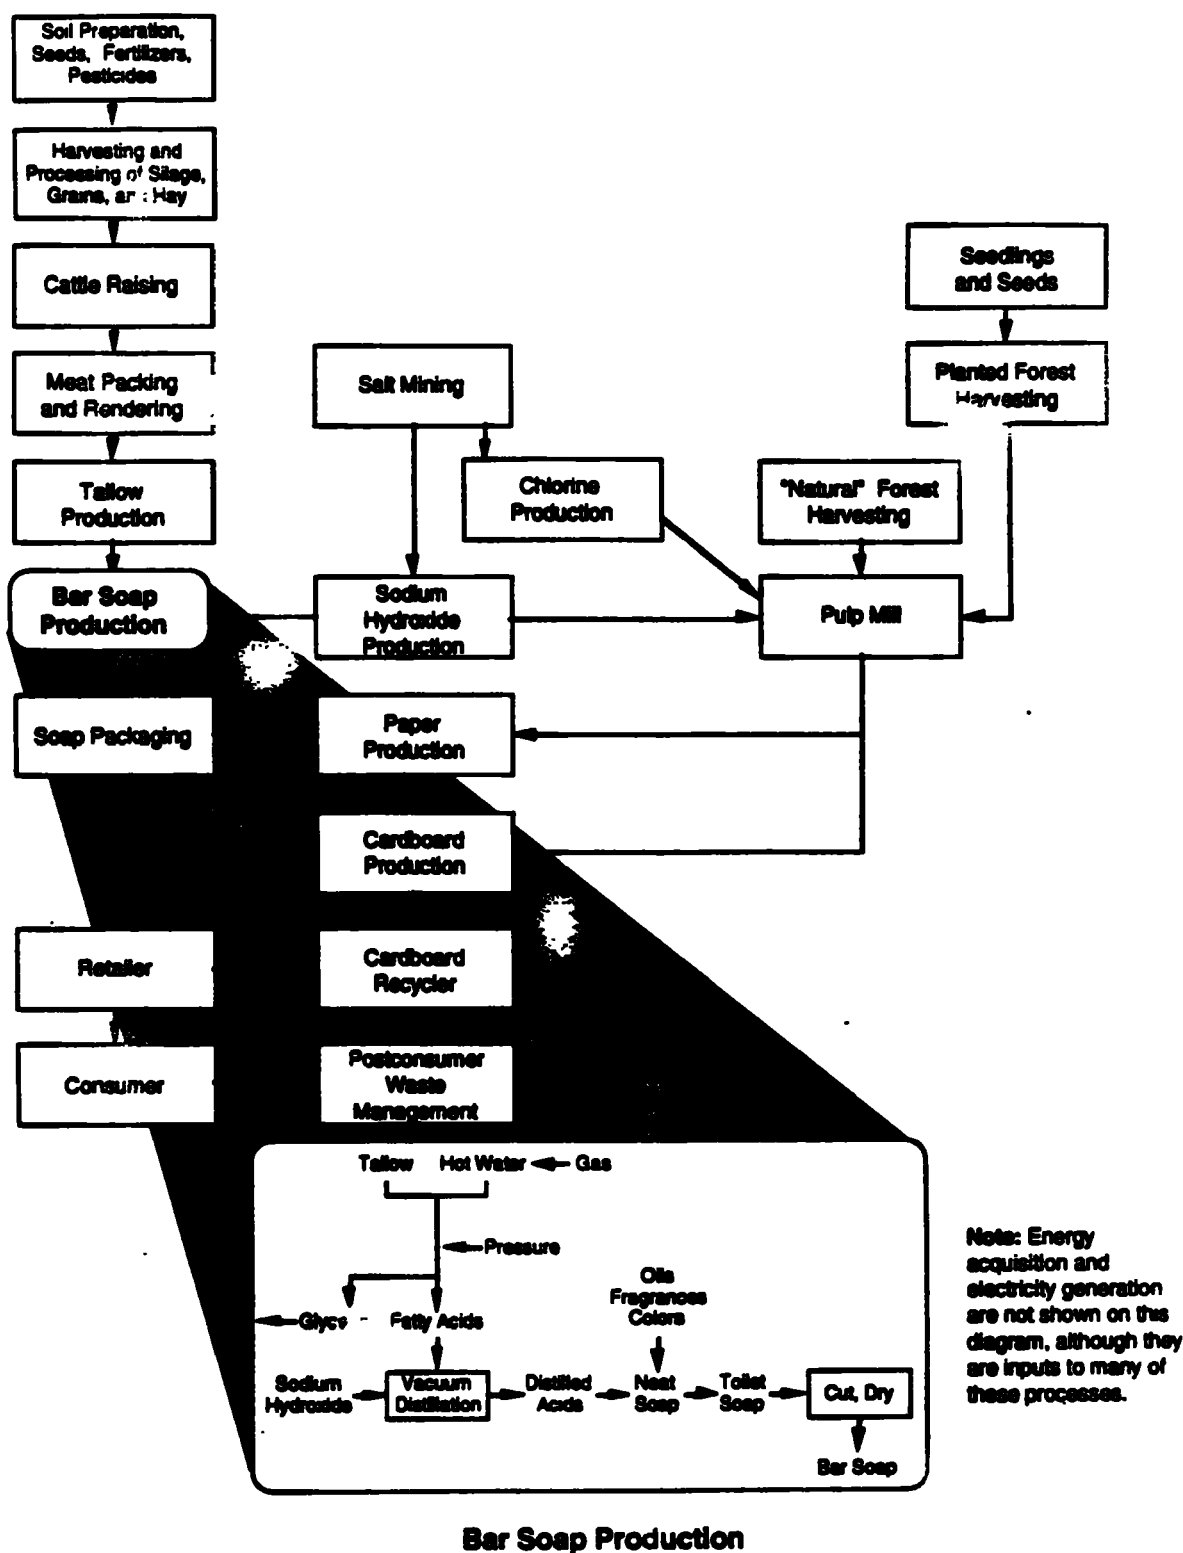 Soil Preparation,
Seeds, Fertilizers,
Pesticides
Harvesting and
Processing of Silage,
Grains, and Hay
Cattle Raising
Meat Packing
and Rendering
Tallow
Production
Bar Soap
Production
Soap Packaging
Retailer
Consumer
Salt Mining
Chlorine
Production
Sodium
Hydroxide
Production
Paper
Production
Cardboard
Production
Cardboard
Recycler
Postconsumer
Waste
Management
Seedlings
and Seeds
Planted Forest
Harvesting
"Natural" Forest
Harvesting
Pulp Mill
Tallow Hot Water Gas
Pressure
Fatty Acids
Oils
Fragrances
Colors
Sodium
Hydroxide
Vacuum
Distillation
Distilled
Acids
Neat
Soap
Toilet
Soap
Cut, Dry
Bar Soap
Note: Energy
acquisition and
electricity generation
are not shown on this
diagram, although they
are inputs to many of
these processes.
Bar Soap Production